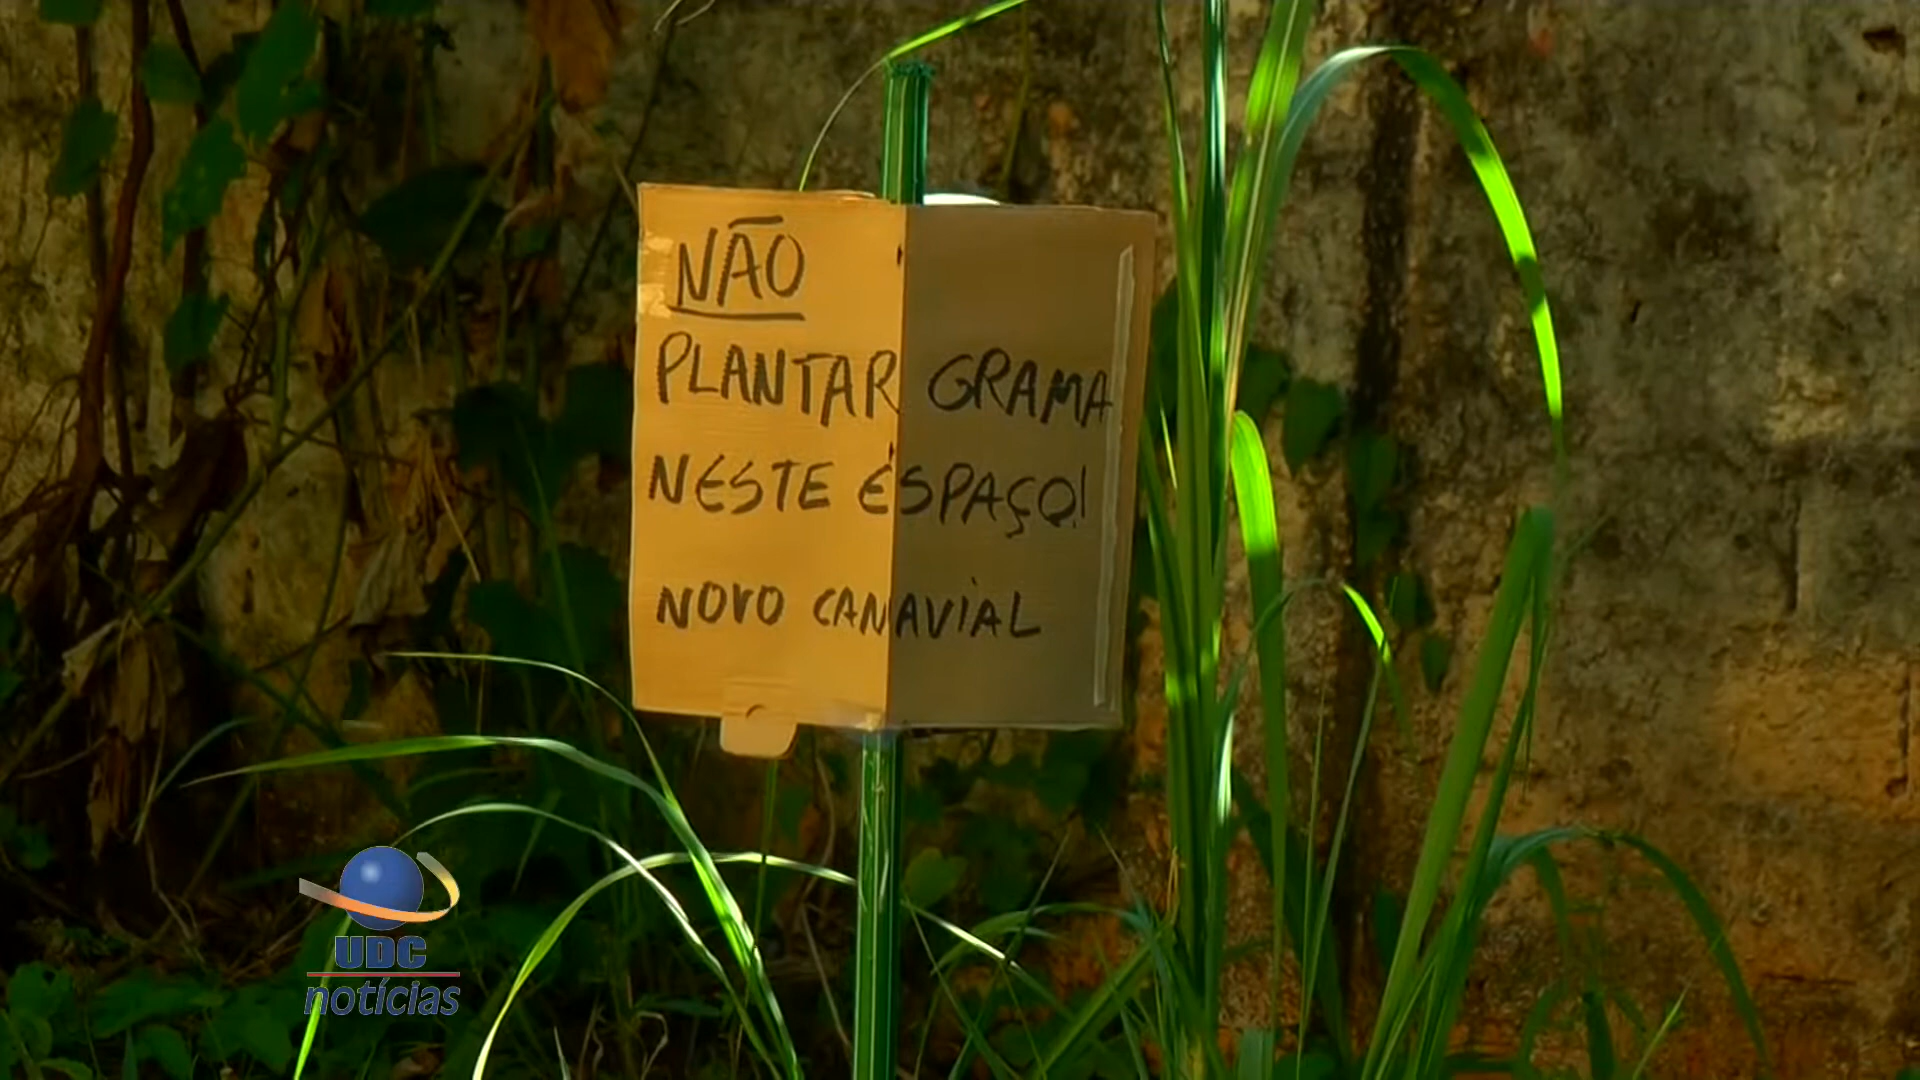 NÃO
PLANTAR GRAMA
NESTE ESPAÇO!
NOVO CANAVIAL
UDC
notícias